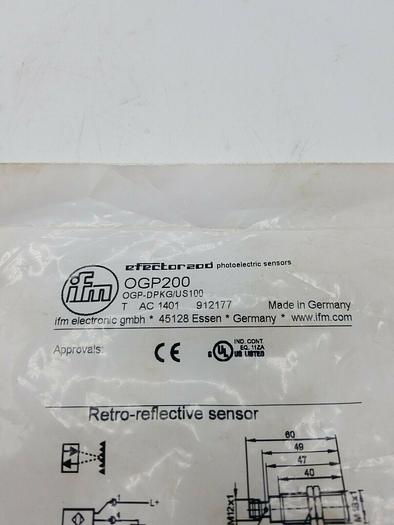 efector200 photoelectric sensors
ifm
OGP200
OGP-DPKG/US100
T AC 1401 912177 Made in Germany
ifm electronic gmbh * 45128 Essen * Germany * www.ifm.com
Approvals:
CE
UL
IND. CONT.
EQ. 11ZA
US LISTED
Retro-reflective sensor
60
49
47
40
L+
M12x1
M18x1